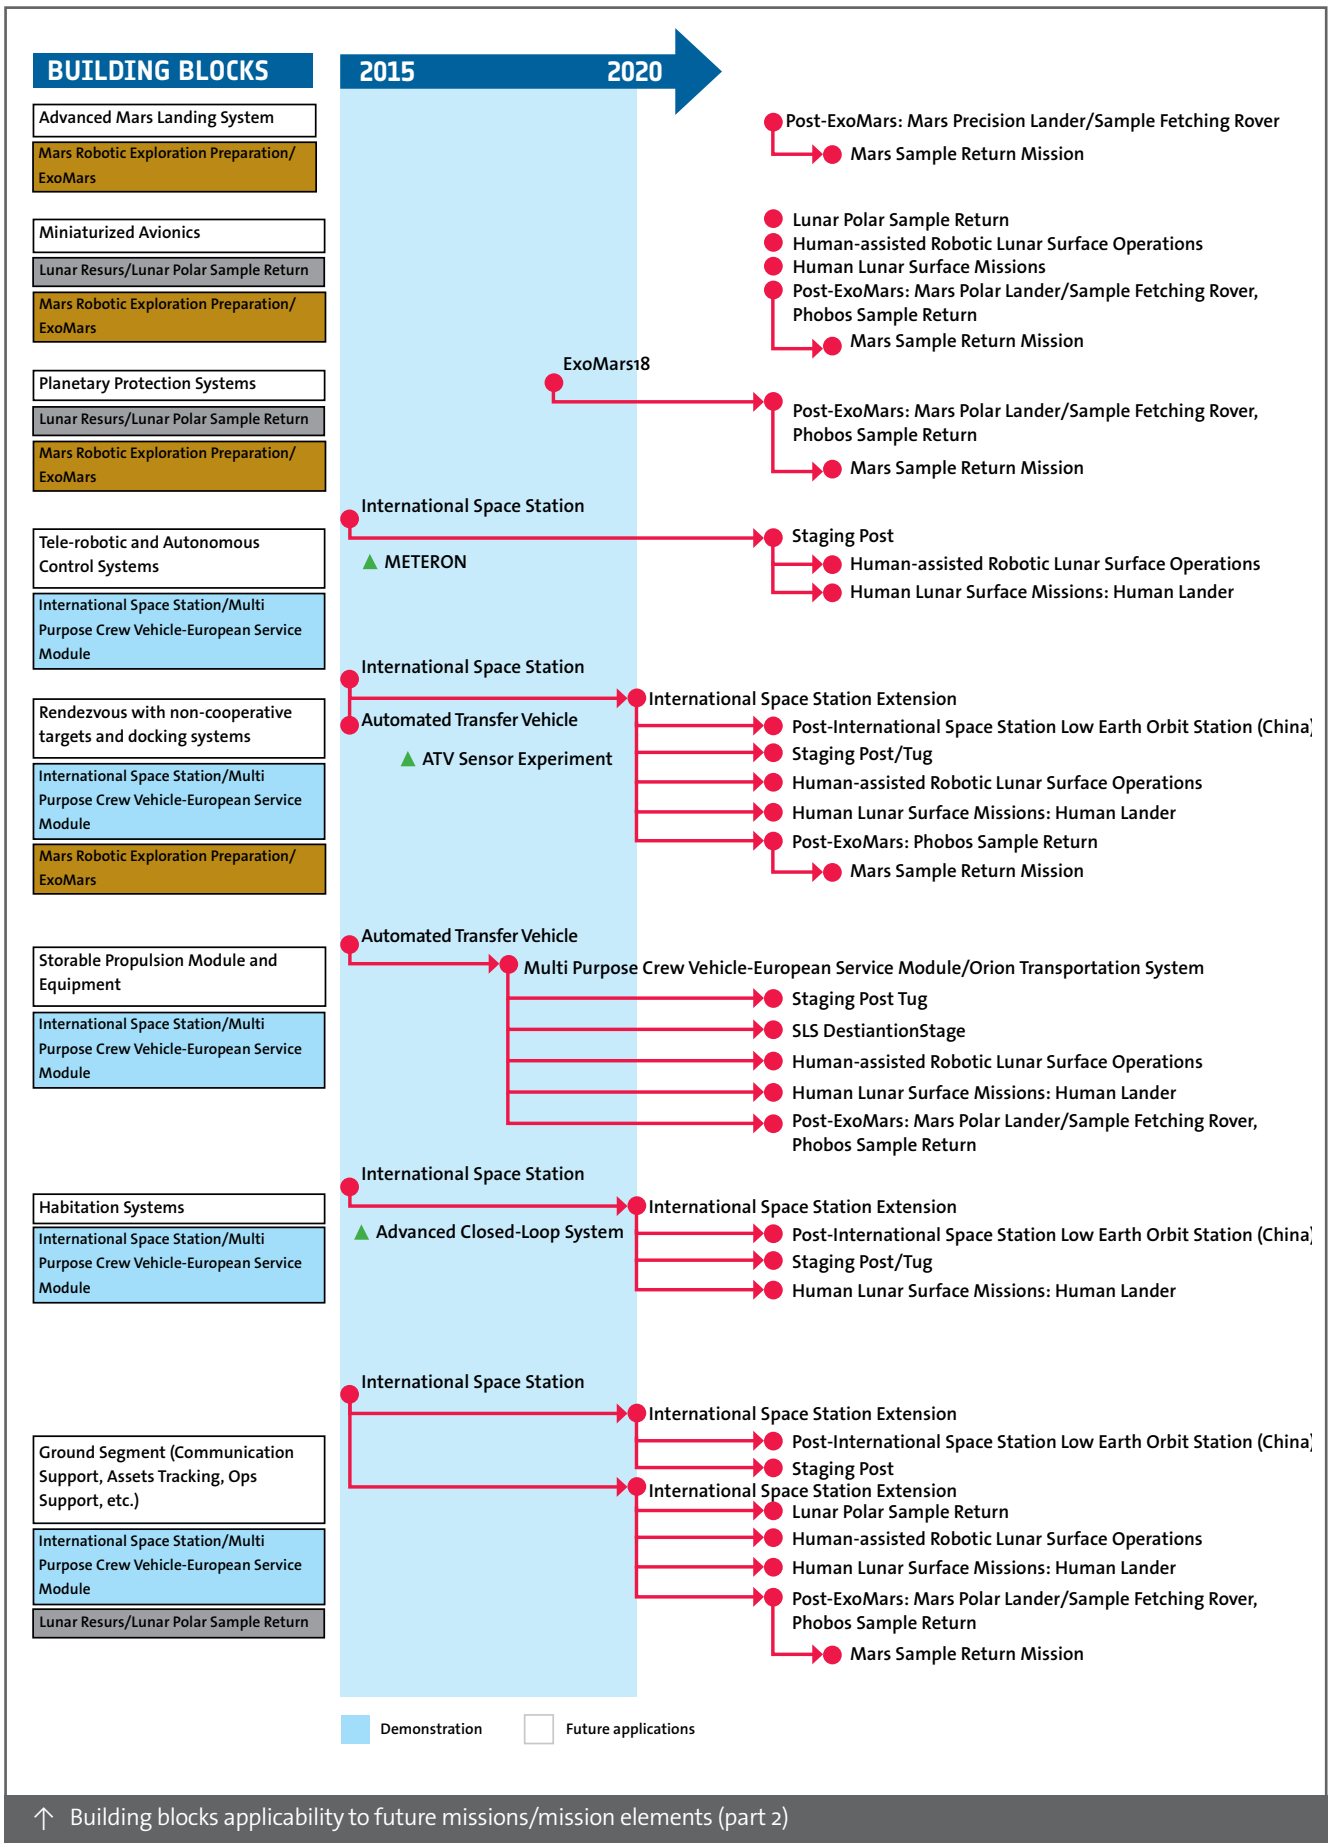 BUILDING BLOCKS
2015
2020
Advanced Mars Landing System
Mars Robotic Exploration Preparation/
ExoMars
Post-ExoMars: Mars Precision Lander/Sample Fetching Rover
Mars Sample Return Mission
Miniaturized Avionics
Lunar Resurs/Lunar Polar Sample Return
Mars Robotic Exploration Preparation/
ExoMars
Lunar Polar Sample Return
Human-assisted Robotic Lunar Surface Operations
Human Lunar Surface Missions
Post-ExoMars: Mars Polar Lander/Sample Fetching Rover,
Phobos Sample Return
Mars Sample Return Mission
Planetary Protection Systems
Lunar Resurs/Lunar Polar Sample Return
Mars Robotic Exploration Preparation/
ExoMars
ExoMars18
Post-ExoMars: Mars Polar Lander/Sample Fetching Rover,
Phobos Sample Return
Mars Sample Return Mission
Tele-robotic and Autonomous
Control Systems
International Space Station/Multi
Purpose Crew Vehicle-European Service
Module
International Space Station
▲ METERON
Staging Post
Human-assisted Robotic Lunar Surface Operations
Human Lunar Surface Missions: Human Lander
Rendezvous with non-cooperative
targets and docking systems
International Space Station/Multi
Purpose Crew Vehicle-European Service
Module
Mars Robotic Exploration Preparation/
ExoMars
International Space Station
Automated Transfer Vehicle
▲ ATV Sensor Experiment
International Space Station Extension
Post-International Space Station Low Earth Orbit Station (China)
Staging Post/Tug
Human-assisted Robotic Lunar Surface Operations
Human Lunar Surface Missions: Human Lander
Post-ExoMars: Phobos Sample Return
Mars Sample Return Mission
Storable Propulsion Module and
Equipment
International Space Station/Multi
Purpose Crew Vehicle-European Service
Module
Automated Transfer Vehicle
Multi Purpose Crew Vehicle-European Service Module/Orion Transportation System
Staging Post Tug
SLS DestiantionStage
Human-assisted Robotic Lunar Surface Operations
Human Lunar Surface Missions: Human Lander
Post-ExoMars: Mars Polar Lander/Sample Fetching Rover,
Phobos Sample Return
Habitation Systems
International Space Station/Multi
Purpose Crew Vehicle-European Service
Module
International Space Station
▲ Advanced Closed-Loop System
International Space Station Extension
Post-International Space Station Low Earth Orbit Station (China)
Staging Post/Tug
Human Lunar Surface Missions: Human Lander
Ground Segment (Communication
Support, Assets Tracking, Ops
Support, etc.)
International Space Station/Multi
Purpose Crew Vehicle-European Service
Module
Lunar Resurs/Lunar Polar Sample Return
International Space Station
International Space Station Extension
Post-International Space Station Low Earth Orbit Station (China)
Staging Post
International Space Station Extension
Lunar Polar Sample Return
Human-assisted Robotic Lunar Surface Operations
Human Lunar Surface Missions: Human Lander
Post-ExoMars: Mars Polar Lander/Sample Fetching Rover,
Phobos Sample Return
Mars Sample Return Mission
Demonstration
Future applications
↑ Building blocks applicability to future missions/mission elements (part 2)